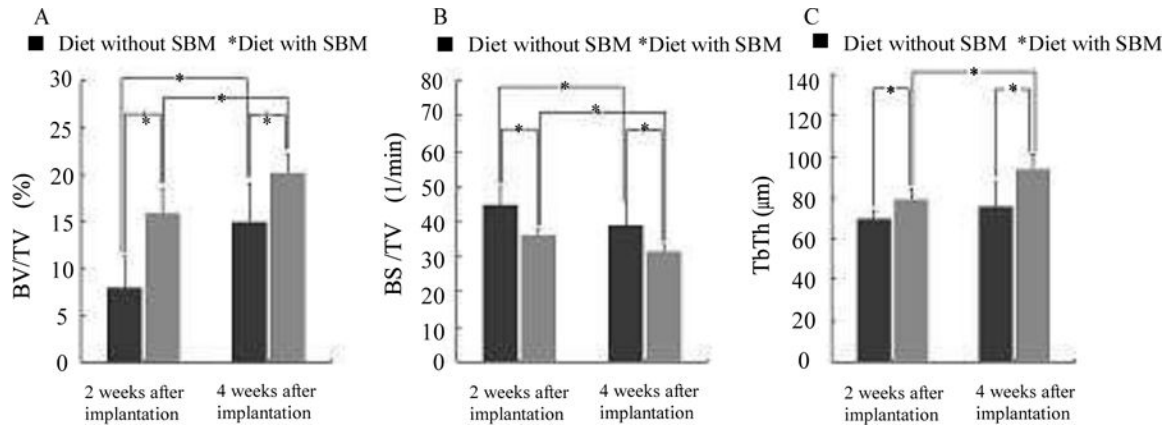 A
■ Diet without SBM *Diet with SBM
30
25
20
15
10
5
0
BV/TV (%)
*
*
*
*
2 weeks after
implantation
4 weeks after
implantation
B
■ Diet without SBM *Diet with SBM
80
70
60
50
40
30
20
10
0
BS /TV (1/min)
*
*
*
*
2 weeks after
implantation
4 weeks after
implantation
C
■ Diet without SBM *Diet with SBM
140
120
100
80
60
40
20
0
TbTh (μm)
*
*
*
2 weeks after
implantation
4 weeks after
implantation